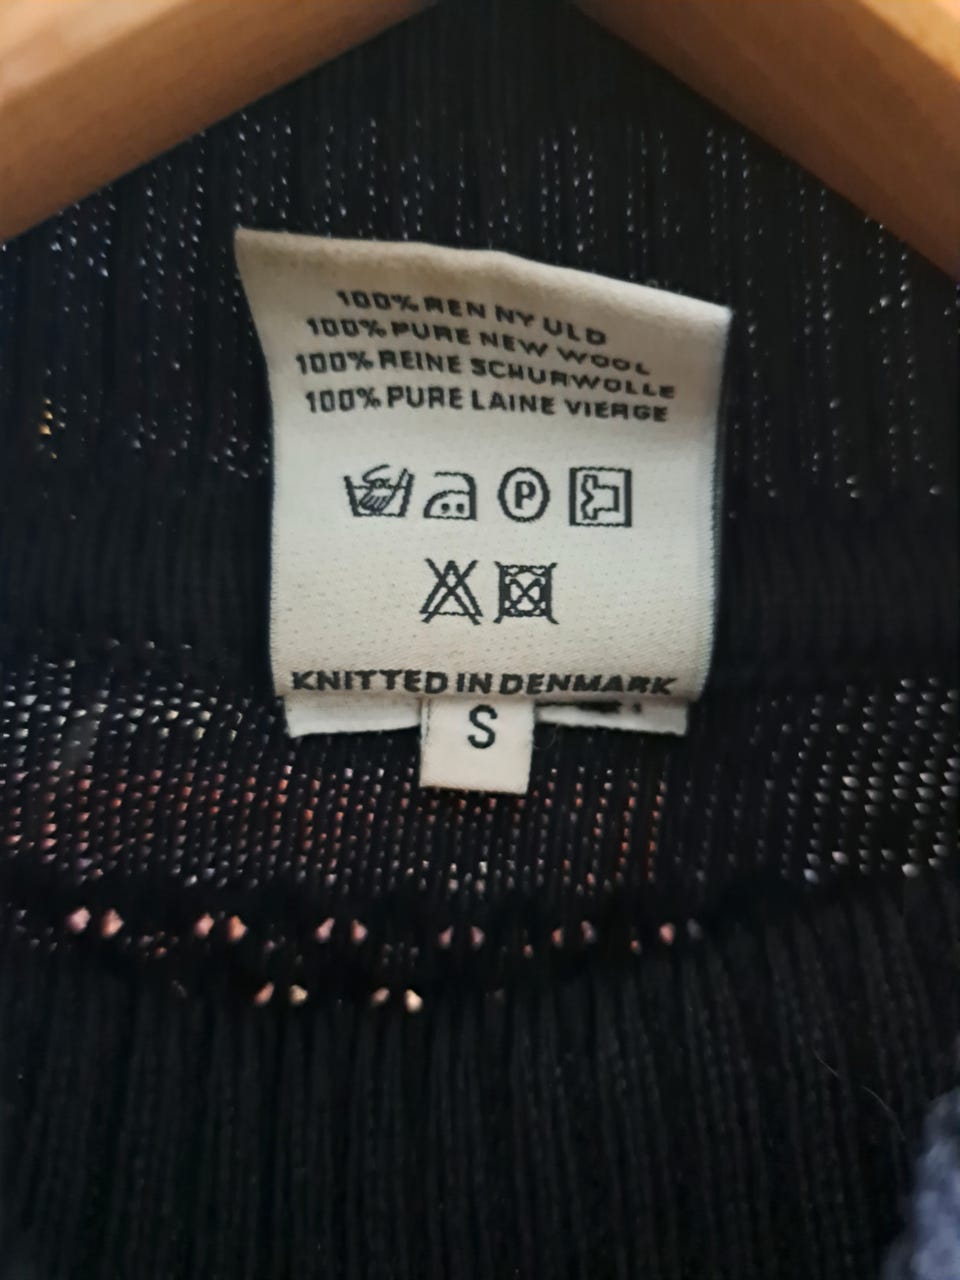 100% REN NY ULD
100% PURE NEW WOOL
100% REINE SCHURWOLLE
100% PURE LAINE VIERGE
P
KNITTED IN DENMARK
S